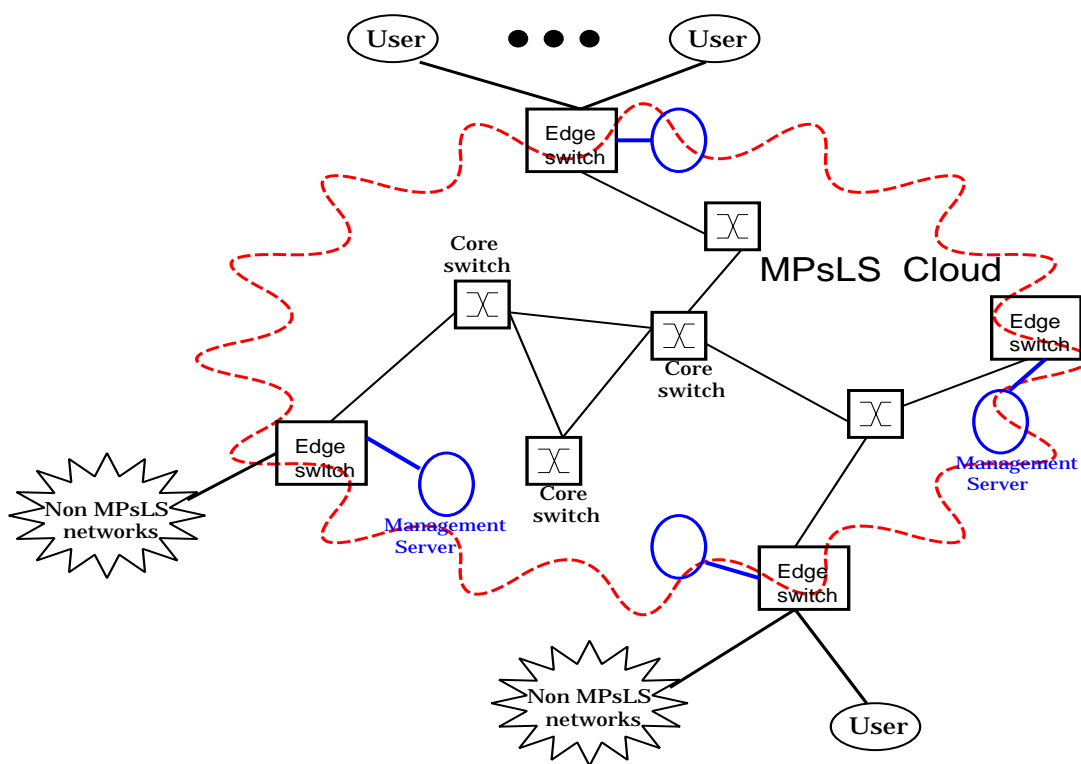 User
User
Edge
switch
MPsLS Cloud
Core
switch
Edge
switch
Core
switch
Edge
switch
Management
Server
Core
switch
Non MPsLS
networks
Management
Server
Edge
switch
Non MPsLS
networks
User